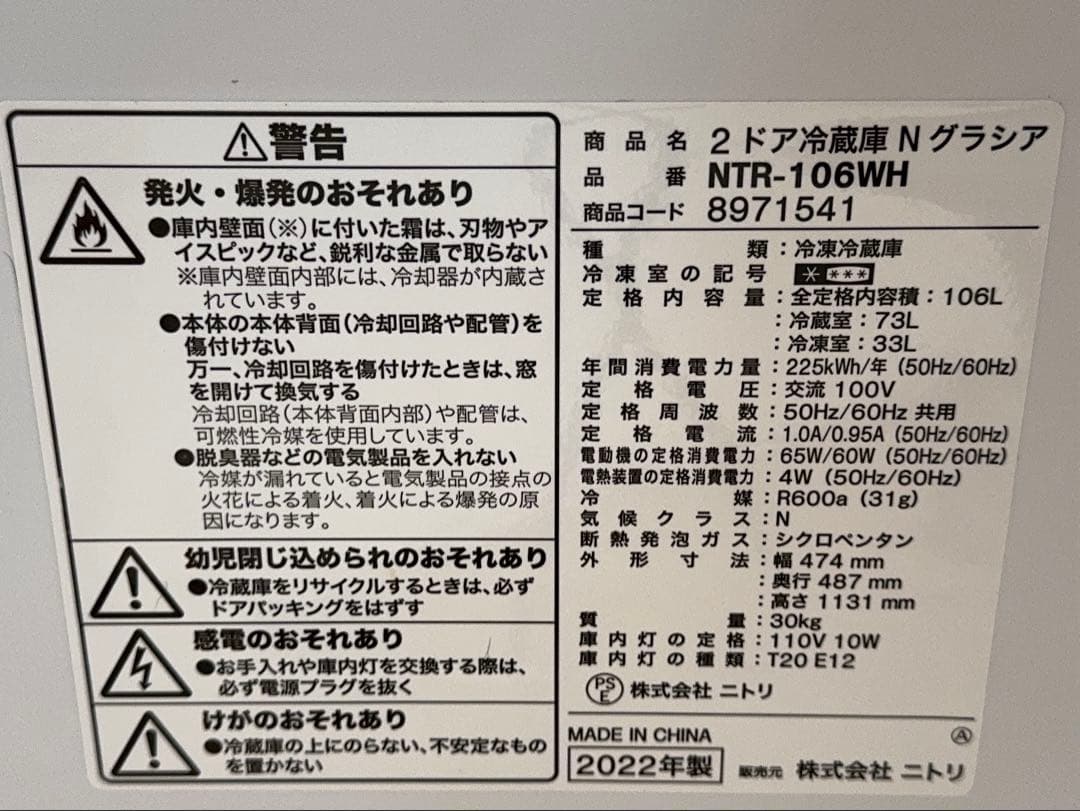 ⚠警告
発火・爆発のおそれあり
●庫内壁面(※)に付いた霜は、刃物やア
イスピックなど、鋭利な金属で取らない
※庫内壁面内部には、冷却器が内蔵さ
れています。
●本体の本体背面(冷却回路や配管)を
傷付けない
万一、冷却回路を傷付けたときは、窓
を開けて換気する
冷却回路(本体背面内部)や配管は、
可燃性冷媒を使用しています。
●脱臭器などの電気製品を入れない
冷媒が漏れていると電気製品の接点の
火花による着火、着火による爆発の原
因になります。
幼児閉じ込められのおそれあり
●冷蔵庫をリサイクルするときは、必ず
ドアパッキングをはずす
感電のおそれあり
●お手入れや庫内灯を交換する際は、
必ず電源プラグを抜く
けがのおそれあり
●冷蔵庫の上にのらない、不安定なもの
を置かない
商品名 2ドア冷蔵庫 N グラシア
品番 NTR-106WH
商品コード 8971541
種類:冷凍冷蔵庫
冷凍室の記号 * ***
定格内容量:全定格内容積:106L
:冷蔵室:73L
:冷凍室:33L
年間消費電力量:225kWh/年 (50Hz/60Hz)
定格電圧:交流 100V
定格周波数:50Hz/60Hz 共用
定格電流:1.0A/0.95A (50Hz/60Hz)
電動機の定格消費電力:65W/60W (50Hz/60Hz)
電熱装置の定格消費電力:4W (50Hz/60Hz)
冷媒:R600a (31g)
気候クラス:N
断熱発泡ガス:シクロペンタン
外形寸法:幅 474 mm
:奥行 487 mm
:高さ 1131 mm
質量:30kg
庫内灯の定格:110V 10W
庫内灯の種類:T20 E12
PSE 株式会社 ニトリ
MADE IN CHINA Ⓐ
2022年製 販売元 株式会社 ニトリ